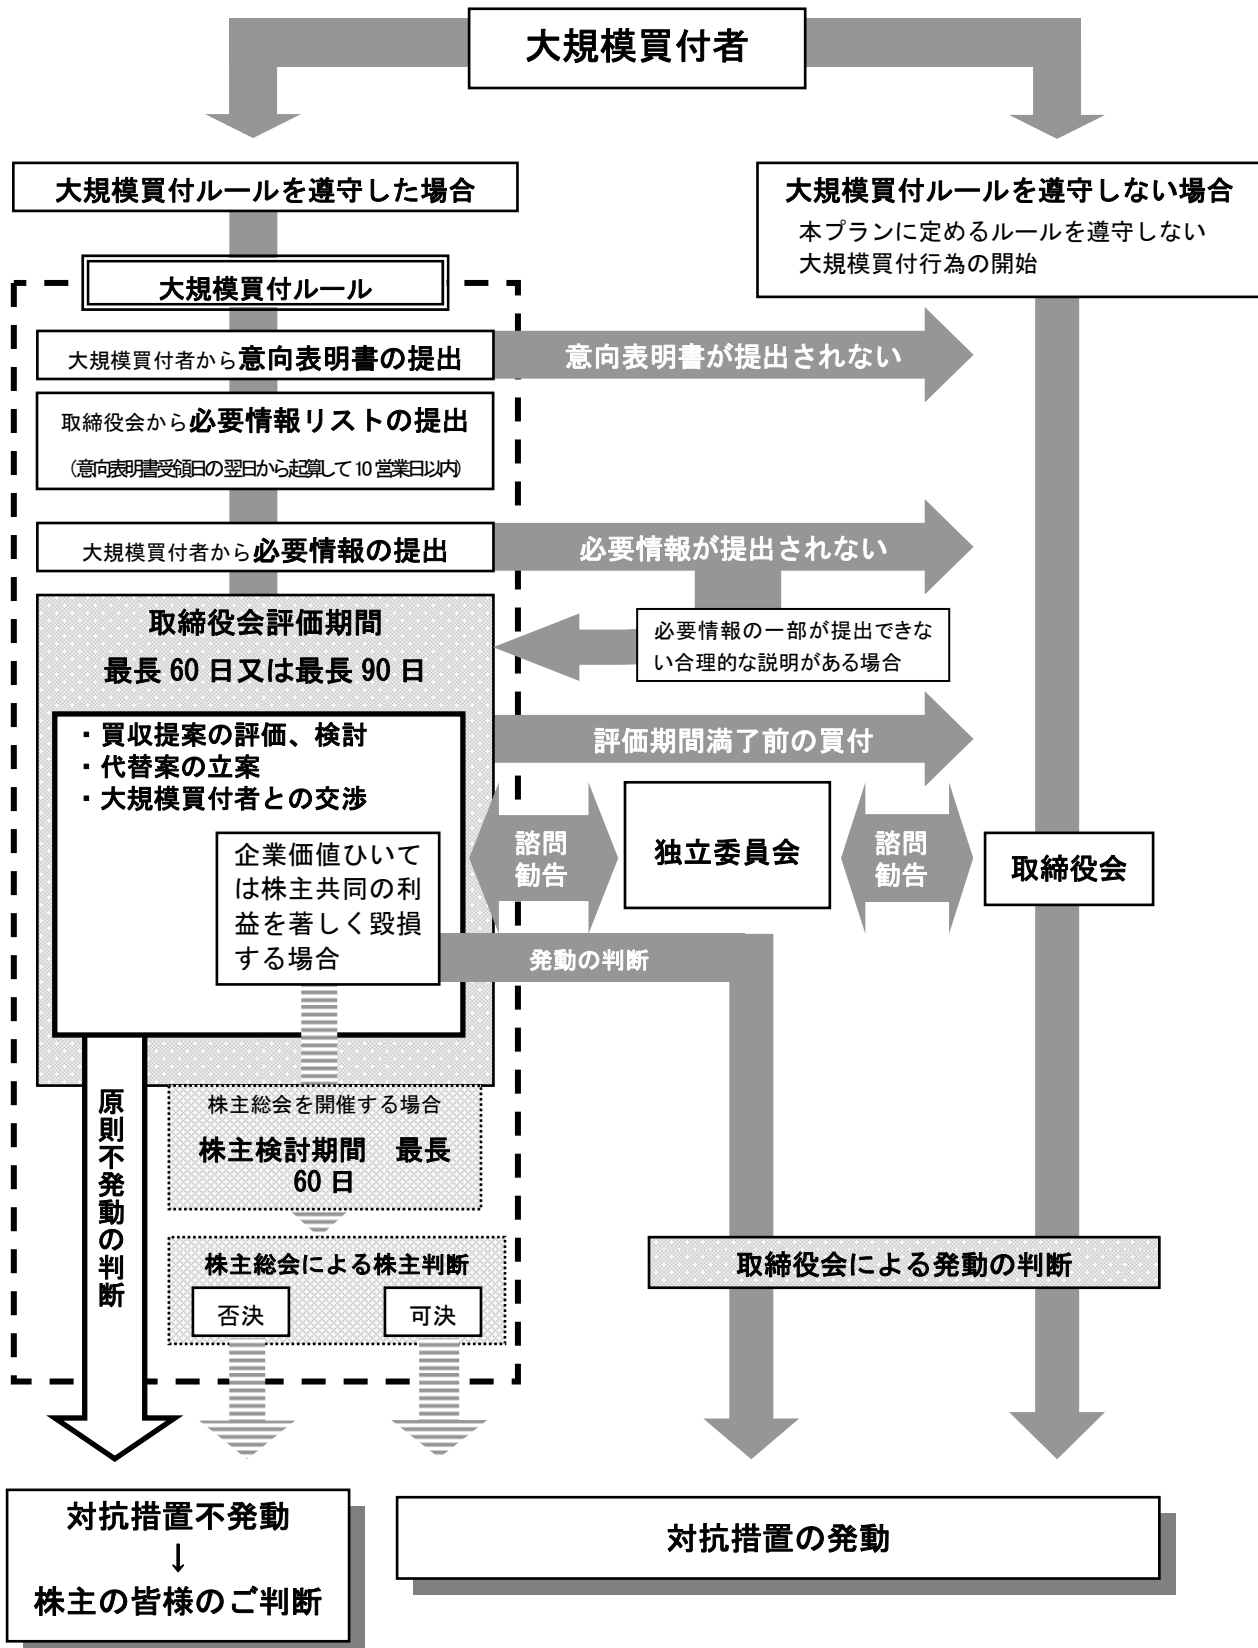 大規模買付者
大規模買付ルールを遵守した場合
大規模買付ルールを遵守しない場合
本プランに定めるルールを遵守しない
大規模買付行為の開始
大規模買付ルール
大規模買付者から意向表明書の提出
意向表明書が提出されない
取締役会から必要情報リストの提出
(意向表明書受領日の翌日から起算して10営業日以内)
大規模買付者から必要情報の提出
必要情報が提出されない
取締役会評価期間
最長 60 日又は最長 90 日
必要情報の一部が提出できな
い合理的な説明がある場合
・買収提案の評価、検討
・代替案の立案
・大規模買付者との交渉
評価期間満了前の買付
企業価値ひいて
は株主共同の利
益を著しく毀損
する場合
諮問
勧告
独立委員会
諮問
勧告
取締役会
発動の判断
原則不発動の判断
株主総会を開催する場合
株主検討期間 最長
60 日
株主総会による株主判断
否決
可決
取締役会による発動の判断
対抗措置不発動
↓
株主の皆様のご判断
対抗措置の発動